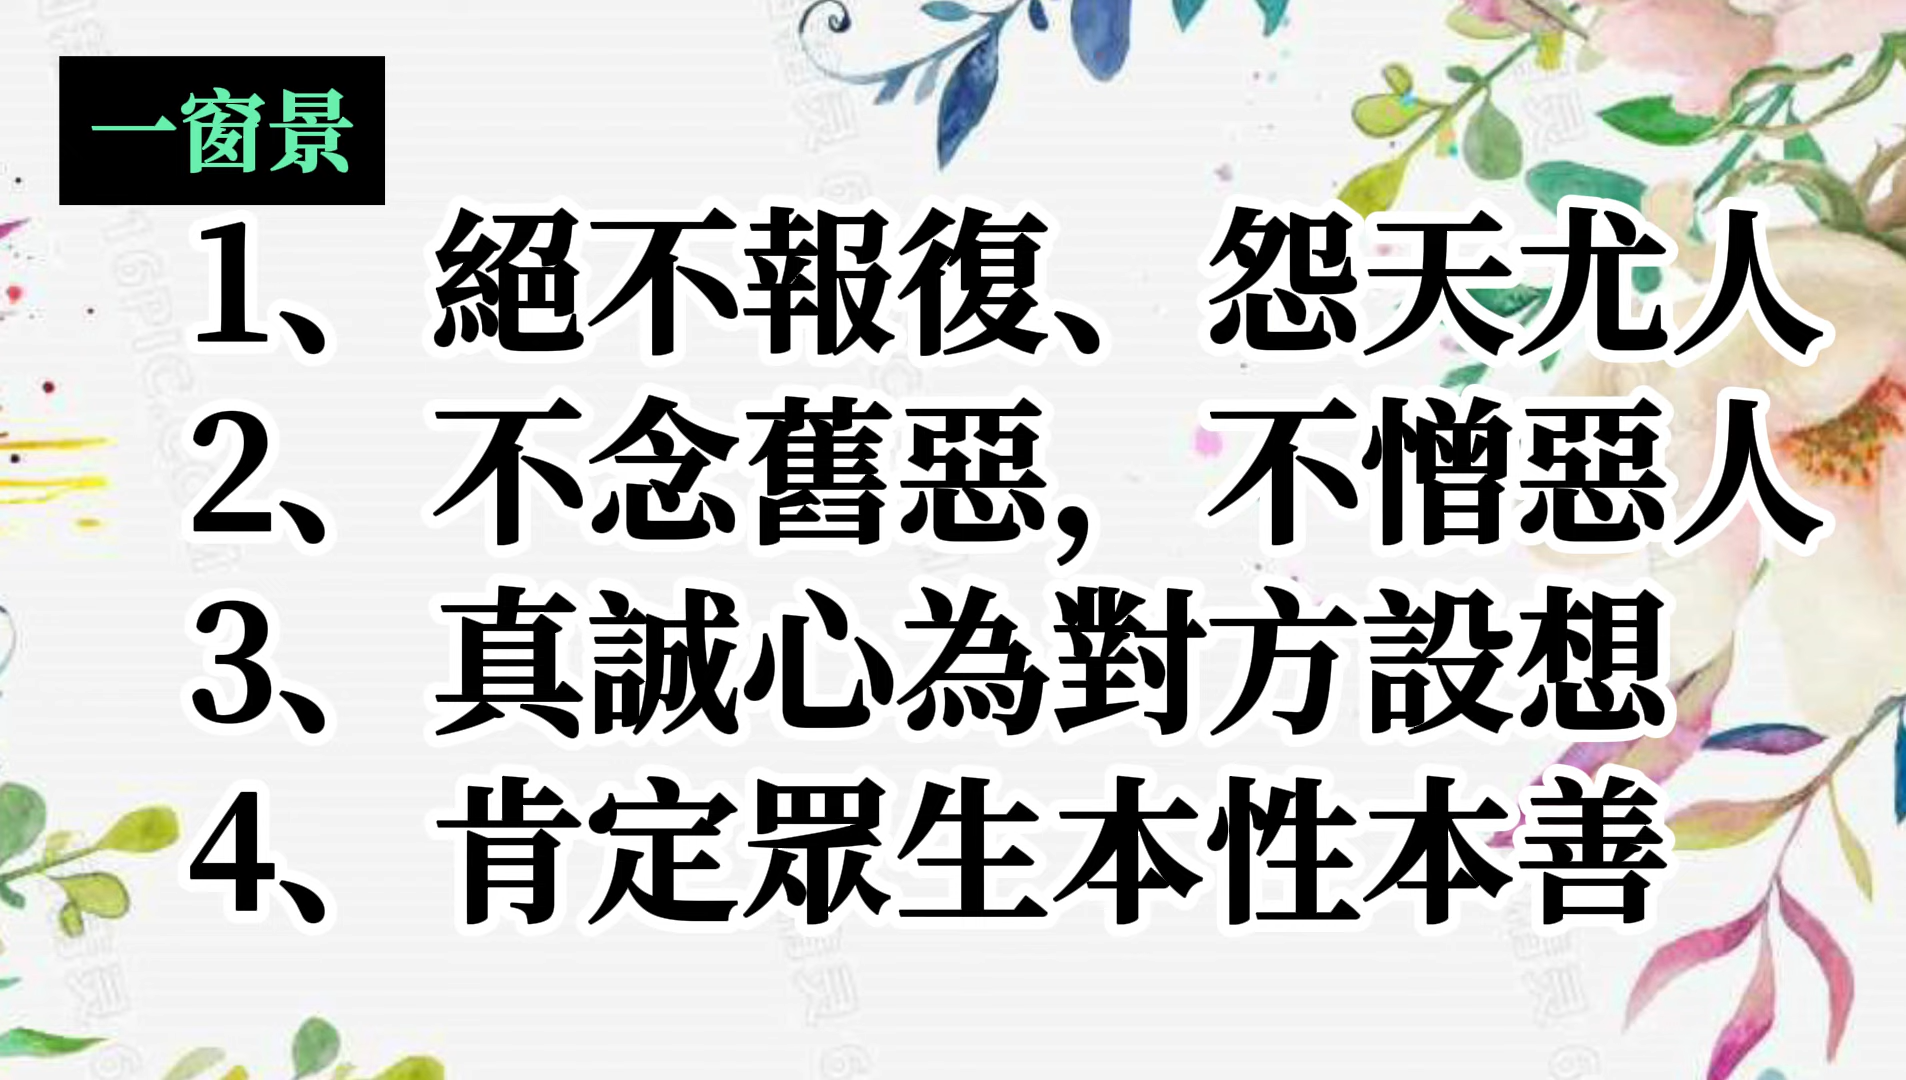 一窗景
1、絕不報復、怨天尤人
2、不念舊惡，不憎惡人
3、真誠心為對方設想
4、肯定眾生本性本善
16PIC.COM